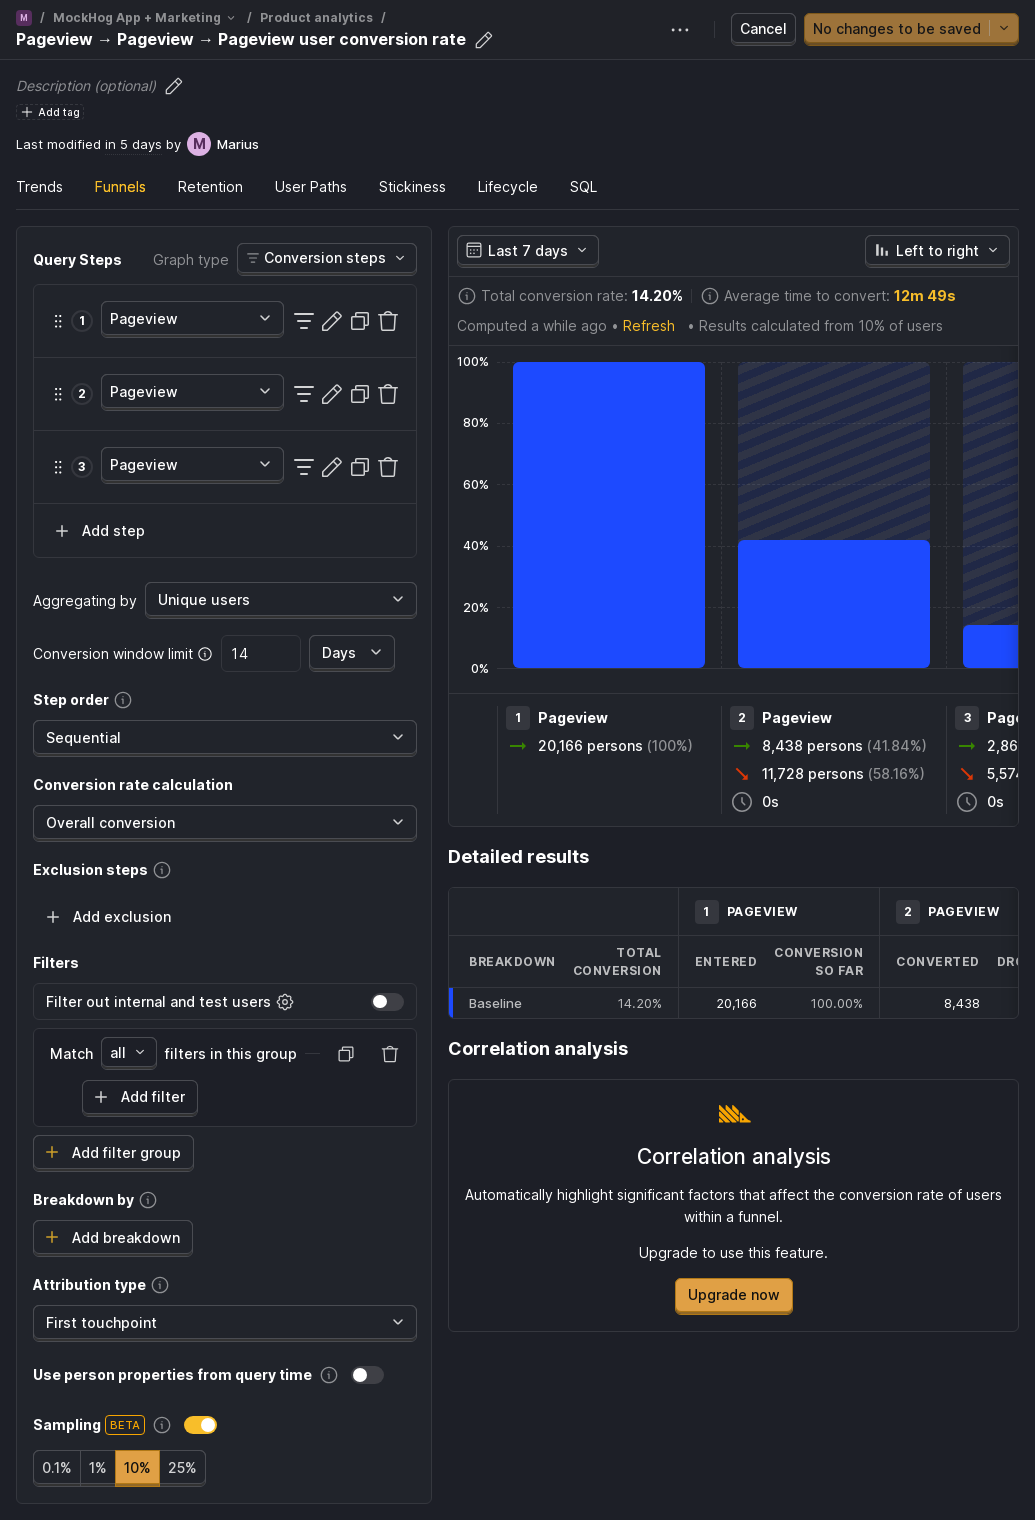 M / MockHog App + Marketing / Product analytics /
Pageview → Pageview → Pageview user conversion rate
Cancel
No changes to be saved
Description (optional)
Add tag
Last modified in 5 days by M Marius
Trends Funnels Retention User Paths Stickiness Lifecycle SQL
Query Steps Graph type Conversion steps
1 Pageview
2 Pageview
3 Pageview
Add step
Aggregating by Unique users
Conversion window limit 14 Days
Step order
Sequential
Conversion rate calculation
Overall conversion
Exclusion steps
Add exclusion
Filters
Filter out internal and test users
Match all filters in this group
Add filter
Add filter group
Breakdown by
Add breakdown
Attribution type
First touchpoint
Use person properties from query time
Sampling BETA
0.1% 1% 10% 25%
Last 7 days Left to right
Total conversion rate: 14.20% Average time to convert: 12m 49s
Computed a while ago • Refresh • Results calculated from 10% of users
100%
80%
60%
40%
20%
0%
1 Pageview
20,166 persons (100%)
2 Pageview
8,438 persons (41.84%)
11,728 persons (58.16%)
0s
3 Page
2,86
5,574
0s
Detailed results
1 PAGEVIEW 2 PAGEVIEW
BREAKDOWN TOTAL CONVERSION ENTERED CONVERSION SO FAR CONVERTED DRO
Baseline 14.20% 20,166 100.00% 8,438
Correlation analysis
Correlation analysis
Automatically highlight significant factors that affect the conversion rate of users
within a funnel.
Upgrade to use this feature.
Upgrade now